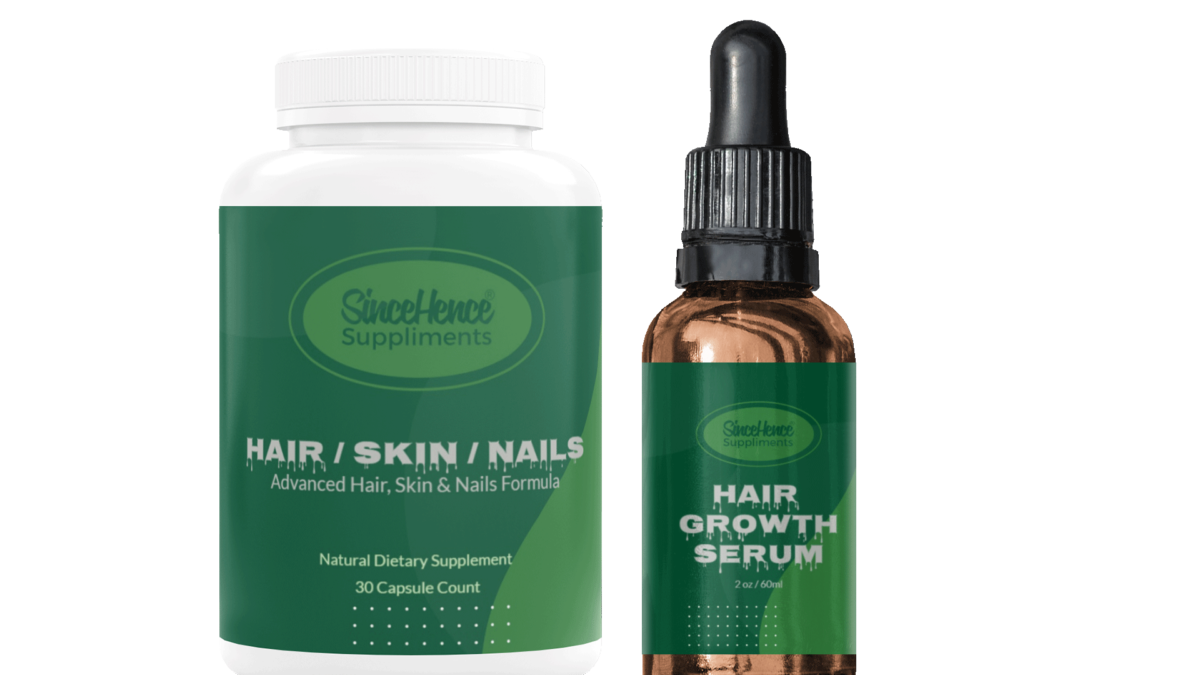 SinceHence®
Suppliments
HAIR / SKIN / NAILS
Advanced Hair, Skin & Nails Formula
Natural Dietary Supplement
30 Capsule Count
SinceHence
Suppliments
HAIR
GROWTH
SERUM
2 oz / 60ml